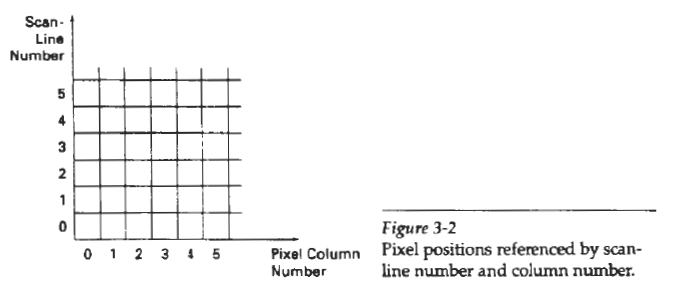 Scan-
Line
Number
5
4
3
2
1
0
0 1 2 3 4 5
Pixel Column
Number
Figure 3-2
Pixel positions referenced by scan-
line number and column number.